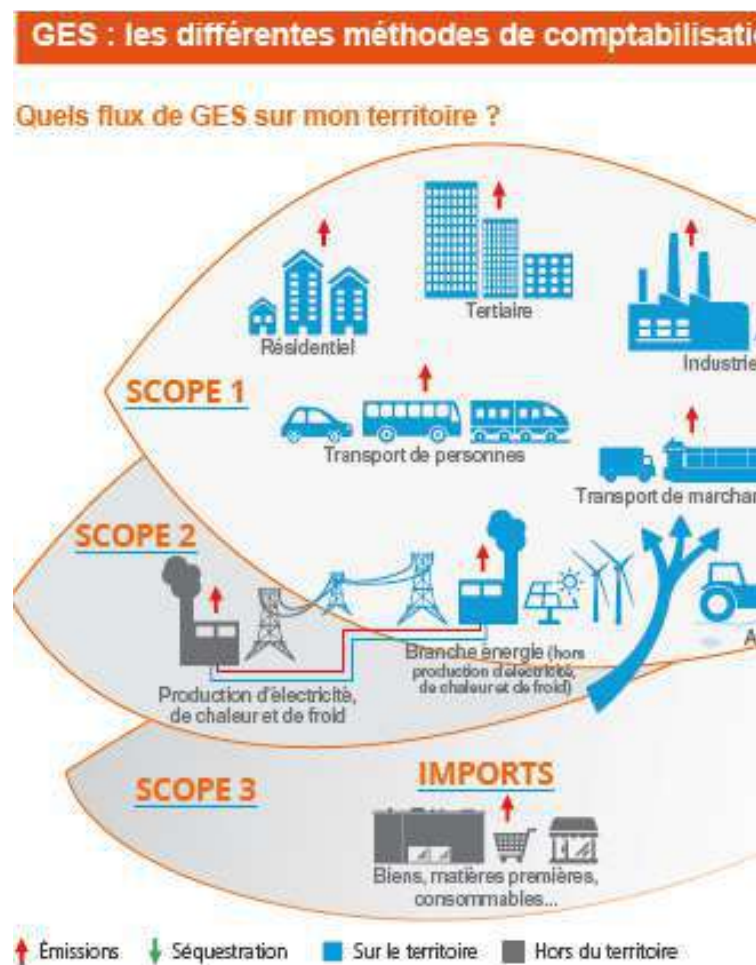 GES : les différentes méthodes de comptabilisati
Quels flux de GES sur mon territoire ?
Tertiaire
Résidentiel
Industrie
SCOPE 1
Transport de personnes
Transport de marchan
SCOPE 2
Branche énergie (hors
production d'électricité,
de chaleur et de froid)
A
Production d'électricité,
de chaleur et de froid
SCOPE 3
IMPORTS
Biens, matières premières,
consommables...
Émissions Séquestration Sur le territoire Hors du territoire